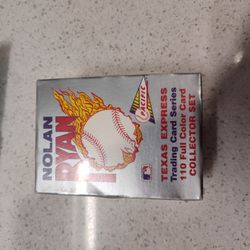 NOLAN
RYAN
PACIFIC
TEXAS EXPRESS
Trading Card Series
110 Full Color Card
COLLECTOR SET